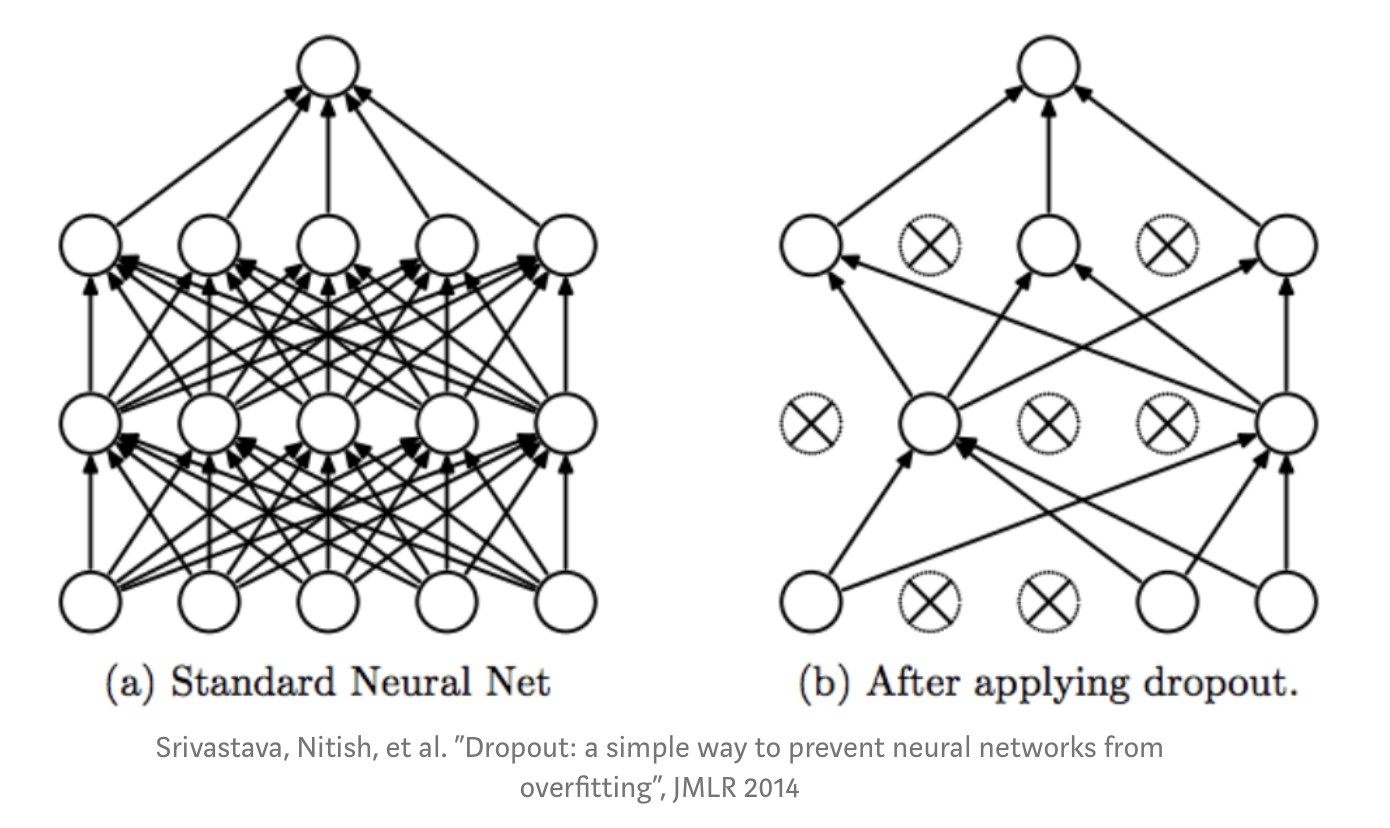 (a) Standard Neural Net
(b) After applying dropout.
Srivastava, Nitish, et al. ”Dropout: a simple way to prevent neural networks from
overfitting”, JMLR 2014